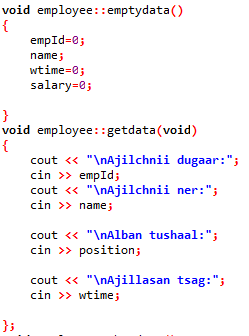 void employee::emptydata()
{
empId=0;
name;
wtime=0;
salary=0;
}
void employee::getdata(void)
{
cout << "\nAjilchnii dugaar:";
cin >> empId;
cout << "\nAjilchnii ner:";
cin >> name;
cout << "\nAlban tushaal:";
cin >> position;
cout << "\nAjillasan tsag:";
cin >> wtime;
};